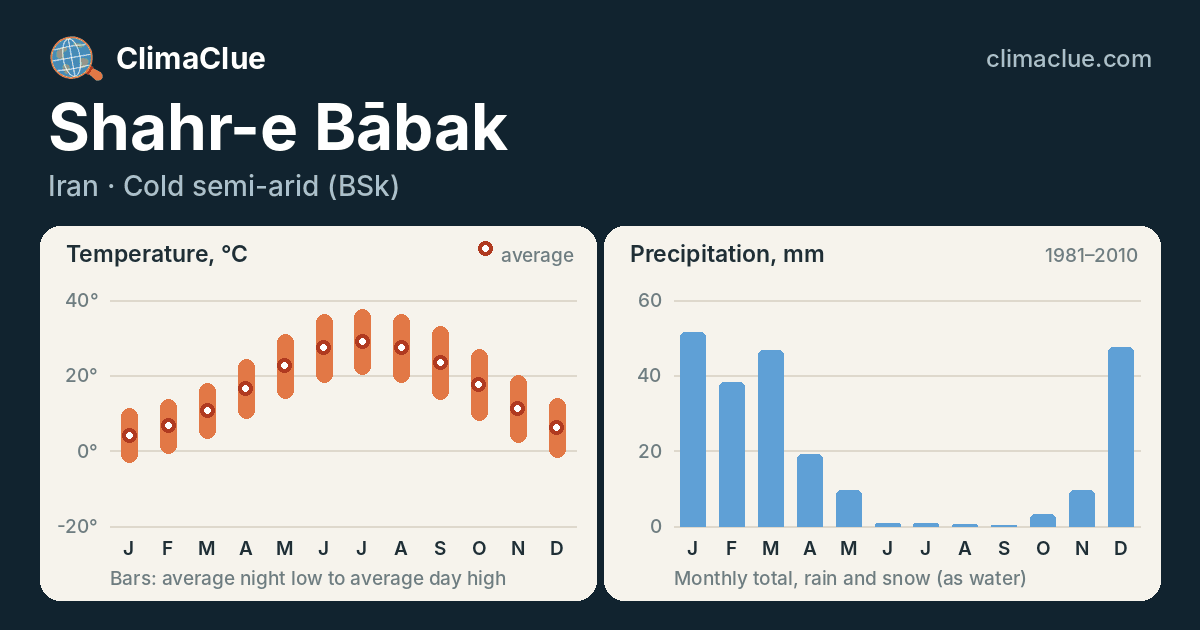 ClimaClue
climaclue.com
Shahr-e Bābak
Iran · Cold semi-arid (BSk)
Temperature, °C
average
40°
20°
0°
-20°
J F M A M J J A S O N D
Bars: average night low to average day high
Precipitation, mm
1981–2010
60
40
20
0
J F M A M J J A S O N D
Monthly total, rain and snow (as water)